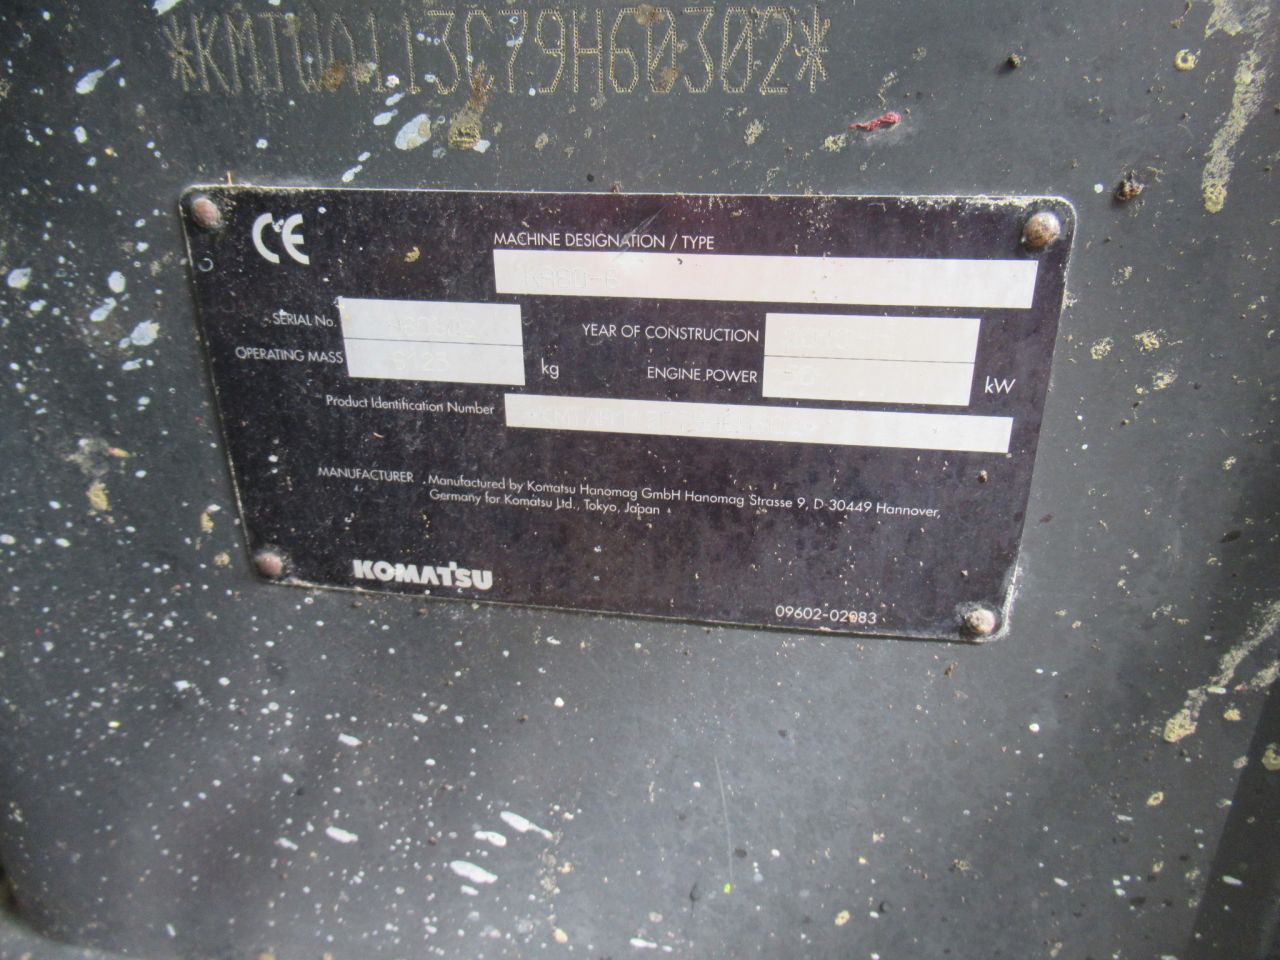 *KMTWA113C79H60302*
CE
MACHINE DESIGNATION / TYPE
SERIAL No. H60302
YEAR OF CONSTRUCTION
OPERATING MASS kg
ENGINE POWER kW
Product Identification Number
MANUFACTURER Manufactured by Komatsu Hanomag GmbH Hanomag Strasse 9, D 30449 Hannover,
Germany for Komatsu Ltd., Tokyo, Japan
KOMATSU
09602-02083